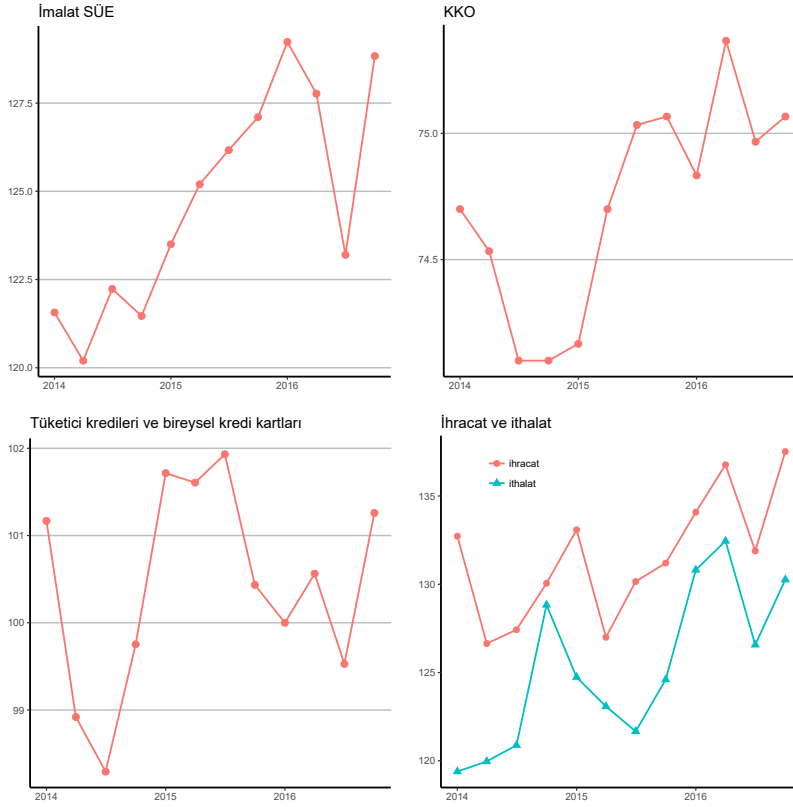 İmalat SÜE
127.5
125.0
122.5
120.0
2014 2015 2016
KKO
75.0
74.5
2014 2015 2016
Tüketici kredileri ve bireysel kredi kartları
102
101
100
99
2014 2015 2016
İhracat ve ithalat
ihracat
ithalat
135
130
125
120
2014 2015 2016